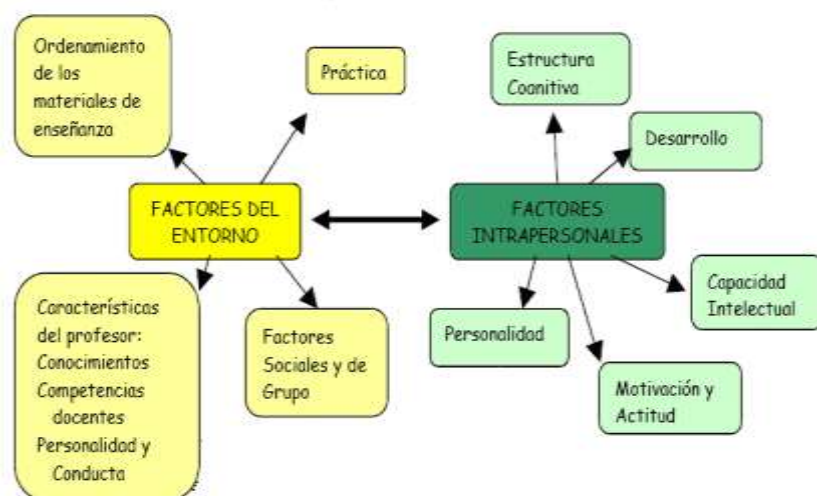 Ordenamiento
de los
materiales de
enseñanza
Práctica
Estructura
Coanitiva
Desarrollo
FACTORES DEL
ENTORNO
FACTORES
INTRAPERSONALES
Capacidad
Intelectual
Características
del profesor:
Conocimientos
Competencias
docentes
Personalidad y
Conducta
Factores
Sociales y de
Grupo
Personalidad
Motivación y
Actitud